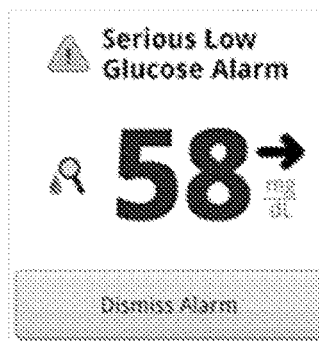 Serious Low
Glucose Alarm
58
mg
dL
Dismiss Alarm